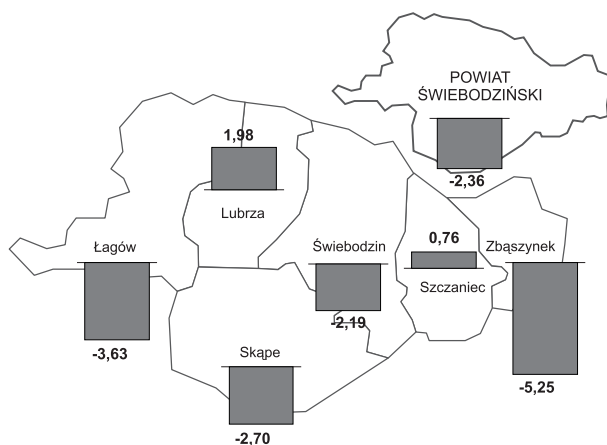 POWIAT
ŚWIEBODZIŃSKI
-2,36
1,98
Lubrza
Łagów
-3,63
Świebodzin
-2,19
0,76
Szczaniec
Zbąszynek
-5,25
Skąpe
-2,70